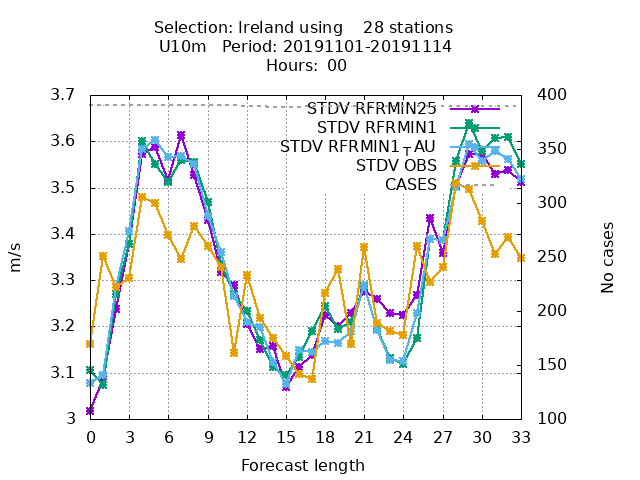 Selection: Ireland using 28 stations
U10m Period: 20191101-20191114
Hours: 00
3.7
3.6
3.5
3.4
3.3
3.2
3.1
3
400
350
300
250
200
150
100
STDV RFRMIN25
STDV RFRMIN1
STDV RFRMIN1┬AU
STDV OBS
CASES
m/s
No cases
0 3 6 9 12 15 18 21 24 27 30 33
Forecast length